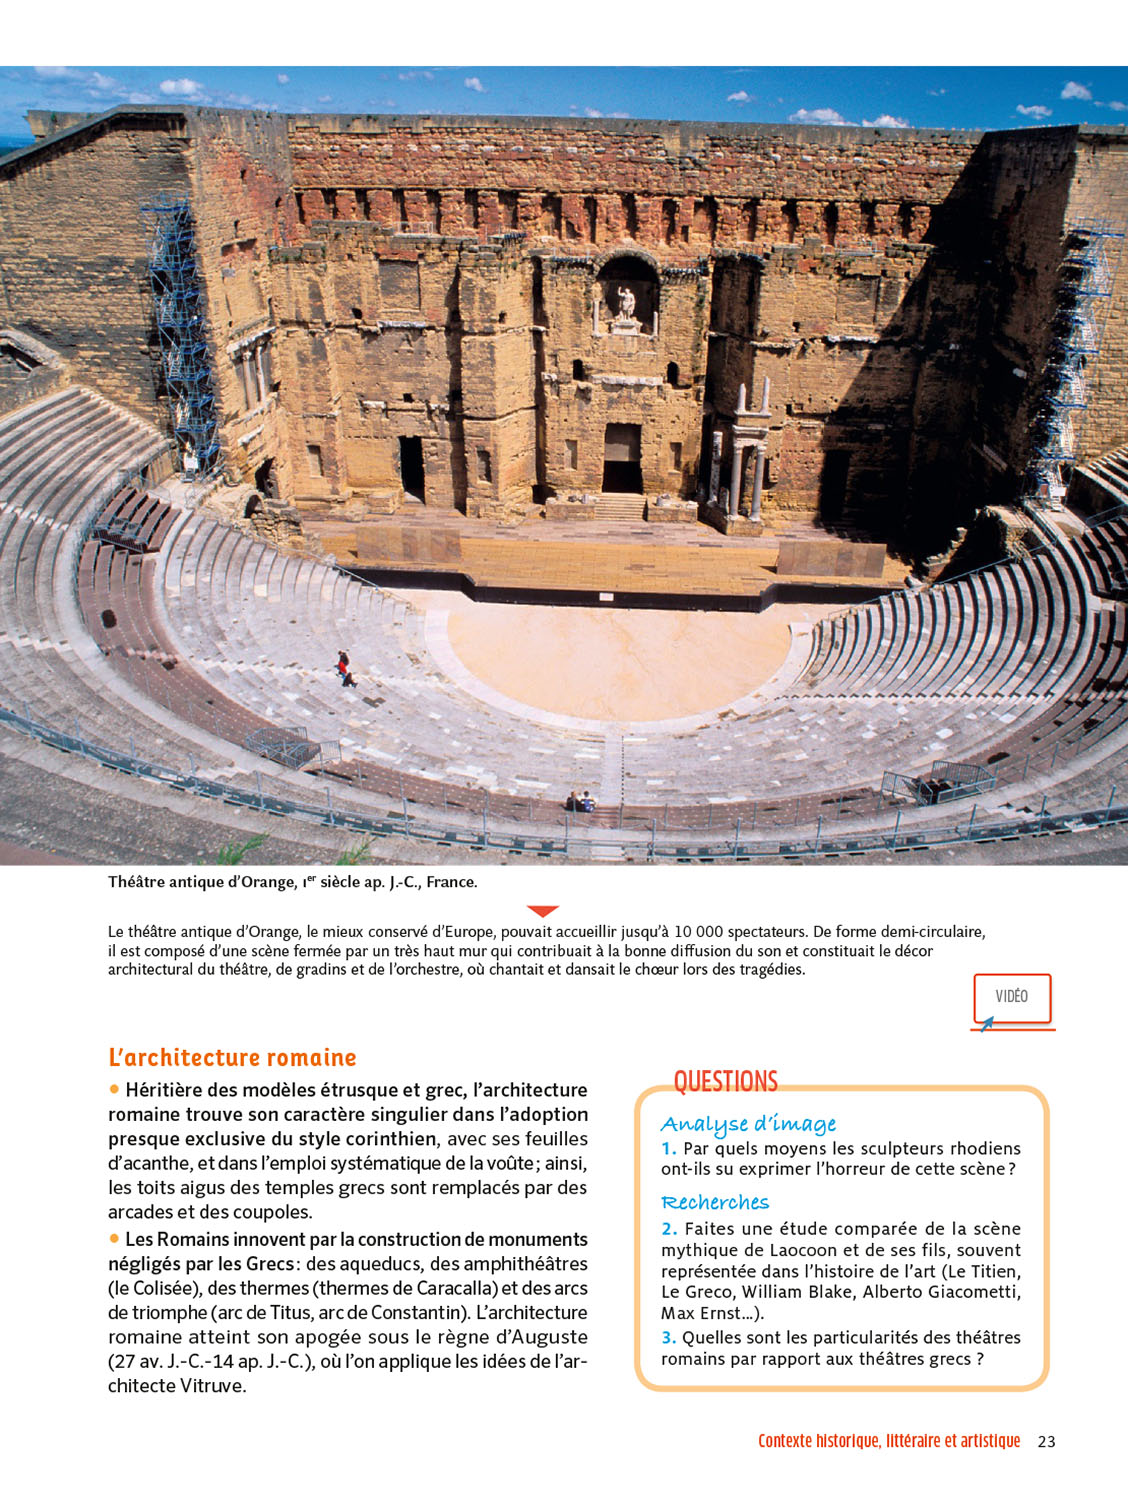 Théâtre antique d'Orange, Ier siècle ap. J.-C., France.
Le théâtre antique d'Orange, le mieux conservé d'Europe, pouvait accueillir jusqu'à 10 000 spectateurs. De forme demi-circulaire,
il est composé d'une scène fermée par un très haut mur qui contribuait à la bonne diffusion du son et constituait le décor
architectural du théâtre, de gradins et de l'orchestre, où chantait et dansait le chœur lors des tragédies.
VIDÉO
L'architecture romaine
• Héritière des modèles étrusque et grec, l'architecture
romaine trouve son caractère singulier dans l'adoption
presque exclusive du style corinthien, avec ses feuilles
d'acanthe, et dans l'emploi systématique de la voûte ; ainsi,
les toits aigus des temples grecs sont remplacés par des
arcades et des coupoles.
• Les Romains innovent par la construction de monuments
négligés par les Grecs : des aqueducs, des amphithéâtres
(le Colisée), des thermes (thermes de Caracalla) et des arcs
de triomphe (arc de Titus, arc de Constantin). L'architecture
romaine atteint son apogée sous le règne d'Auguste
(27 av. J.-C.-14 ap. J.-C.), où l'on applique les idées de l'ar-
chitecte Vitruve.
QUESTIONS
Analyse d'image
1. Par quels moyens les sculpteurs rhodiens
ont-ils su exprimer l'horreur de cette scène ?
Recherches
2. Faites une étude comparée de la scène
mythique de Laocoon et de ses fils, souvent
représentée dans l'histoire de l'art (Le Titien,
Le Greco, William Blake, Alberto Giacometti,
Max Ernst...).
3. Quelles sont les particularités des théâtres
romains par rapport aux théâtres grecs ?
Contexte historique, littéraire et artistique 23